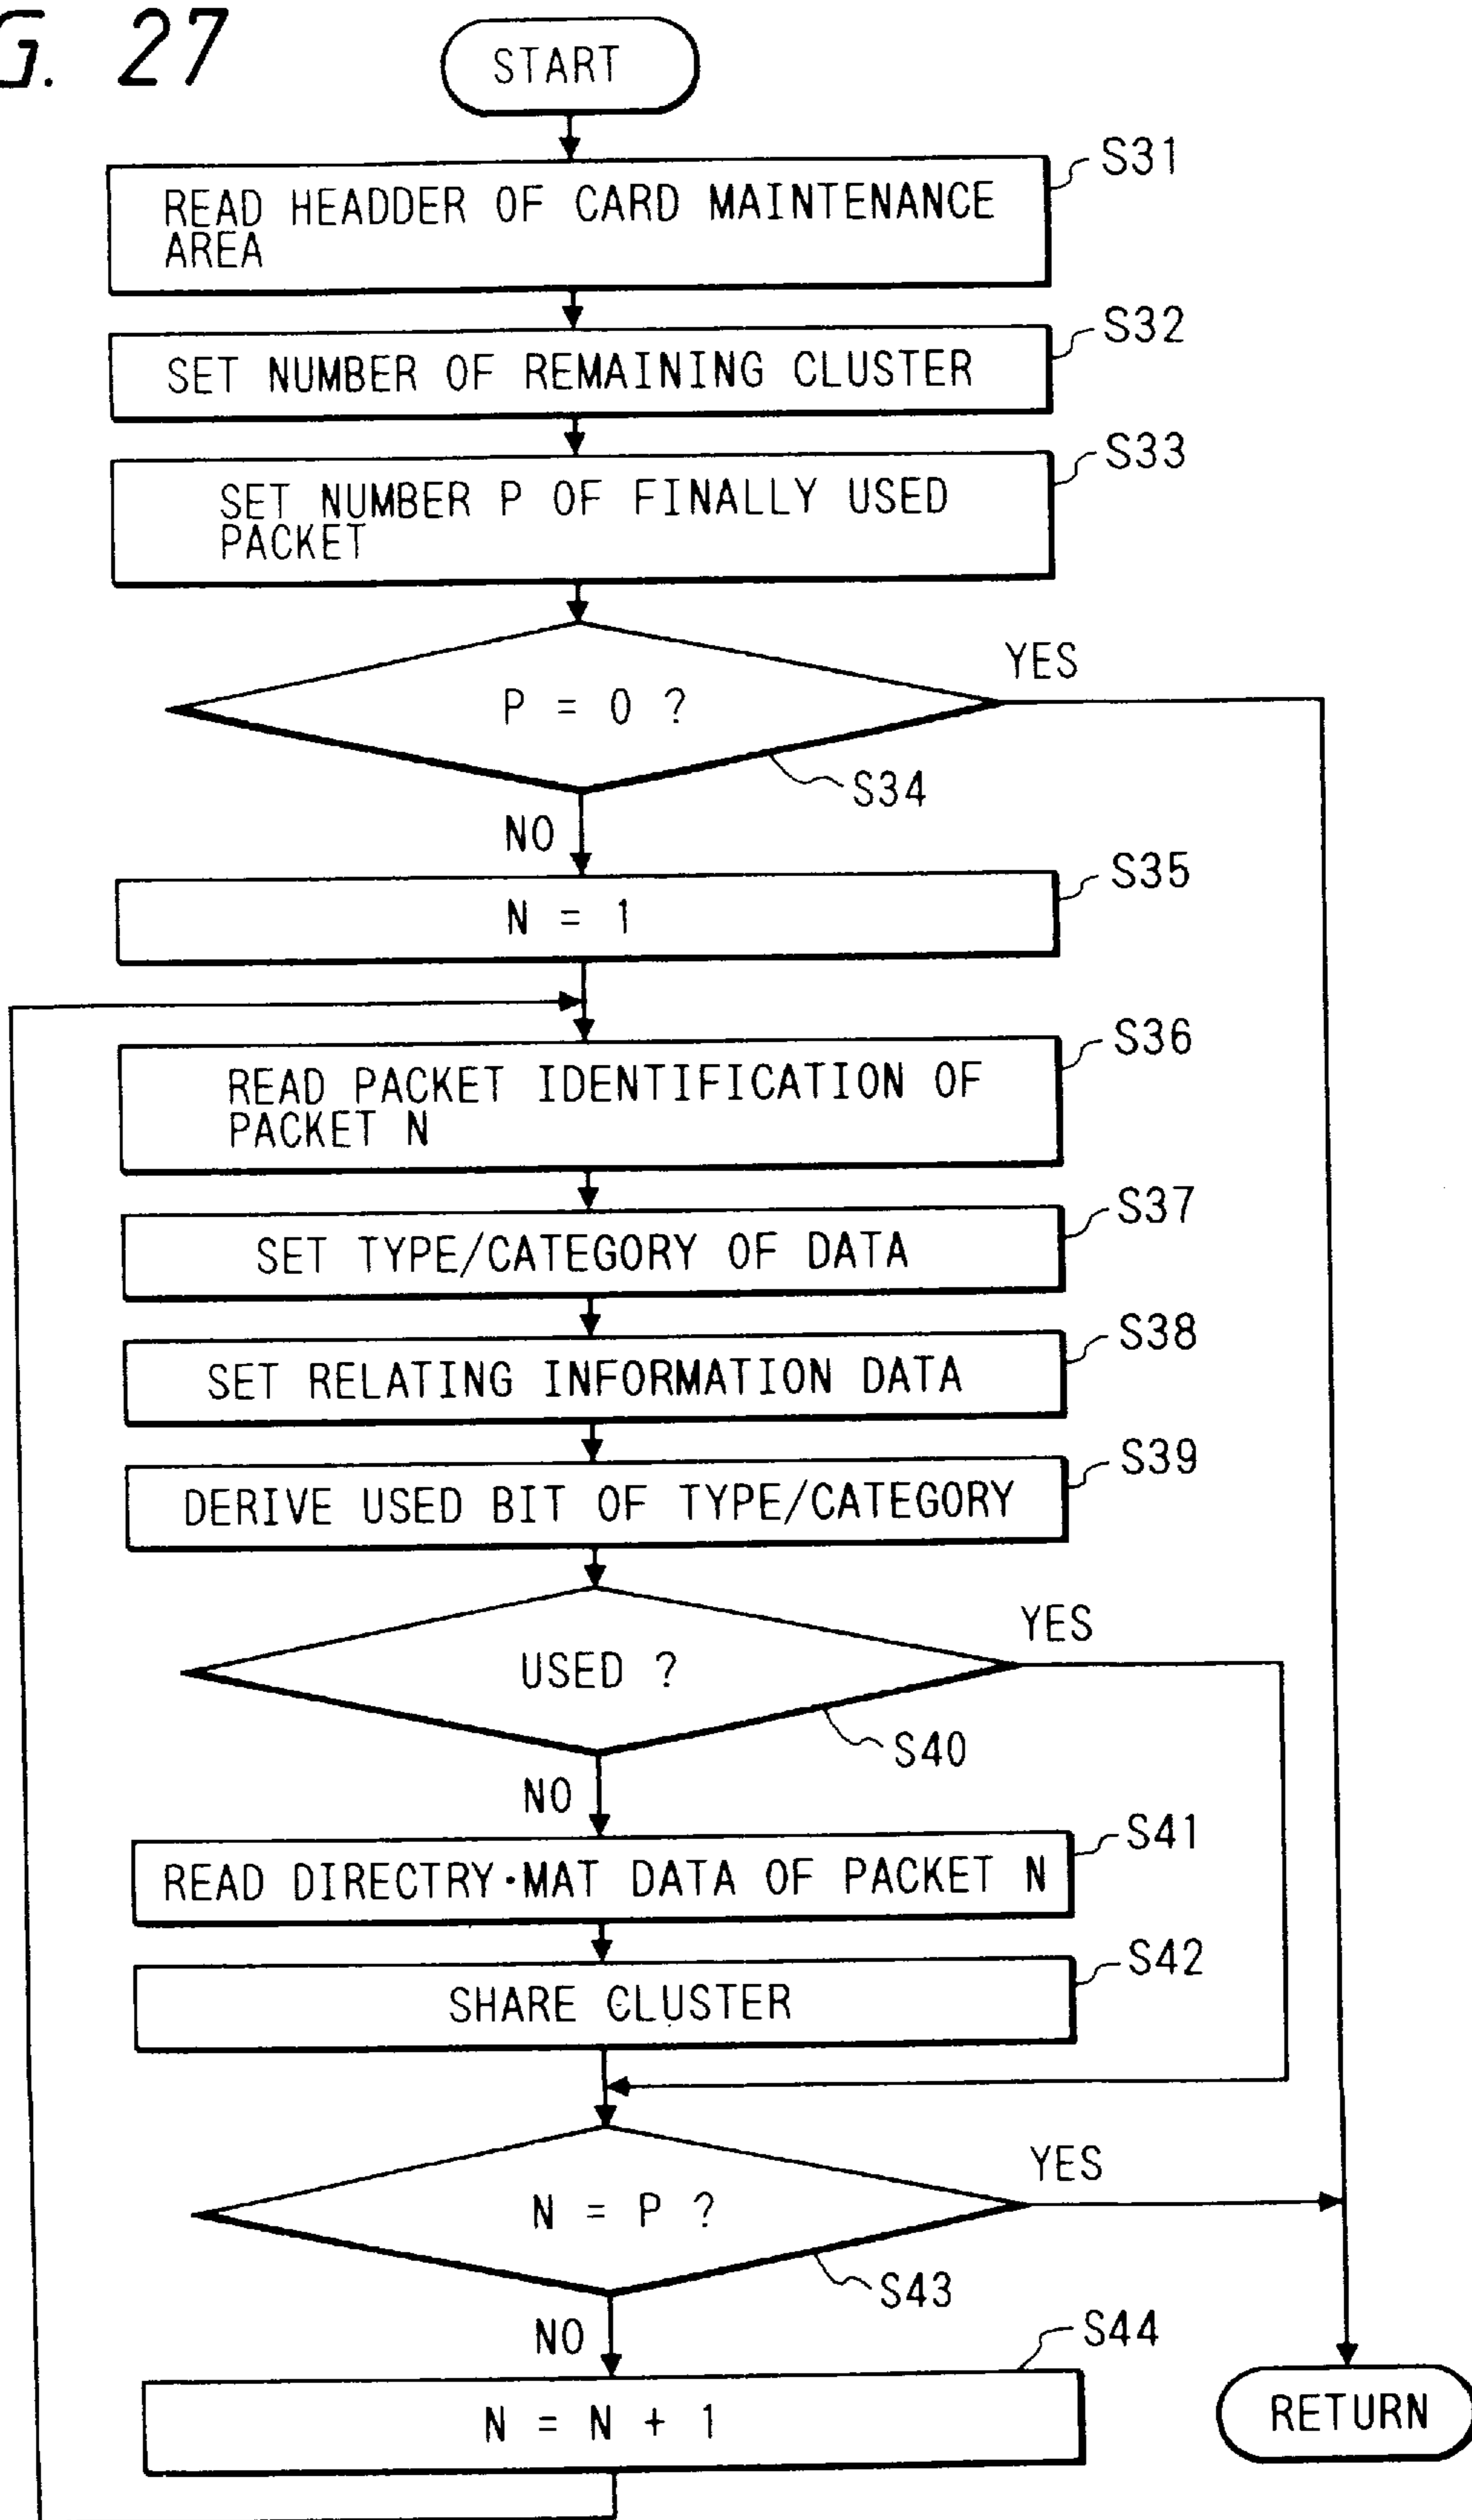 G. 27
START
S31
READ HEADDER OF CARD MAINTENANCE
AREA
S32
SET NUMBER OF REMAINING CLUSTER
S33
SET NUMBER P OF FINALLY USED
PACKET
YES
P = 0 ?
S34
NO
S35
N = 1
S36
READ PACKET IDENTIFICATION OF
PACKET N
S37
SET TYPE/CATEGORY OF DATA
S38
SET RELATING INFORMATION DATA
S39
DERIVE USED BIT OF TYPE/CATEGORY
YES
USED ?
S40
NO
S41
READ DIRECTRY·MAT DATA OF PACKET N
S42
SHARE CLUSTER
YES
N = P ?
S43
NO
S44
N = N + 1
RETURN